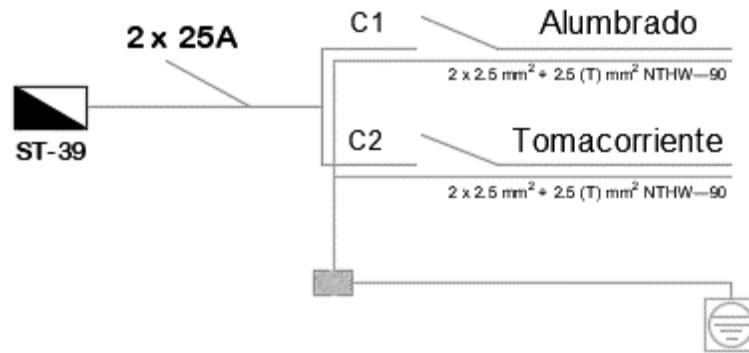 2 x 25A
C1
Alumbrado
2 x 2.5 mm² + 2.5 (T) mm² NTHW—90
ST-39
C2
Tomacorriente
2 x 2.5 mm² + 2.5 (T) mm² NTHW—90